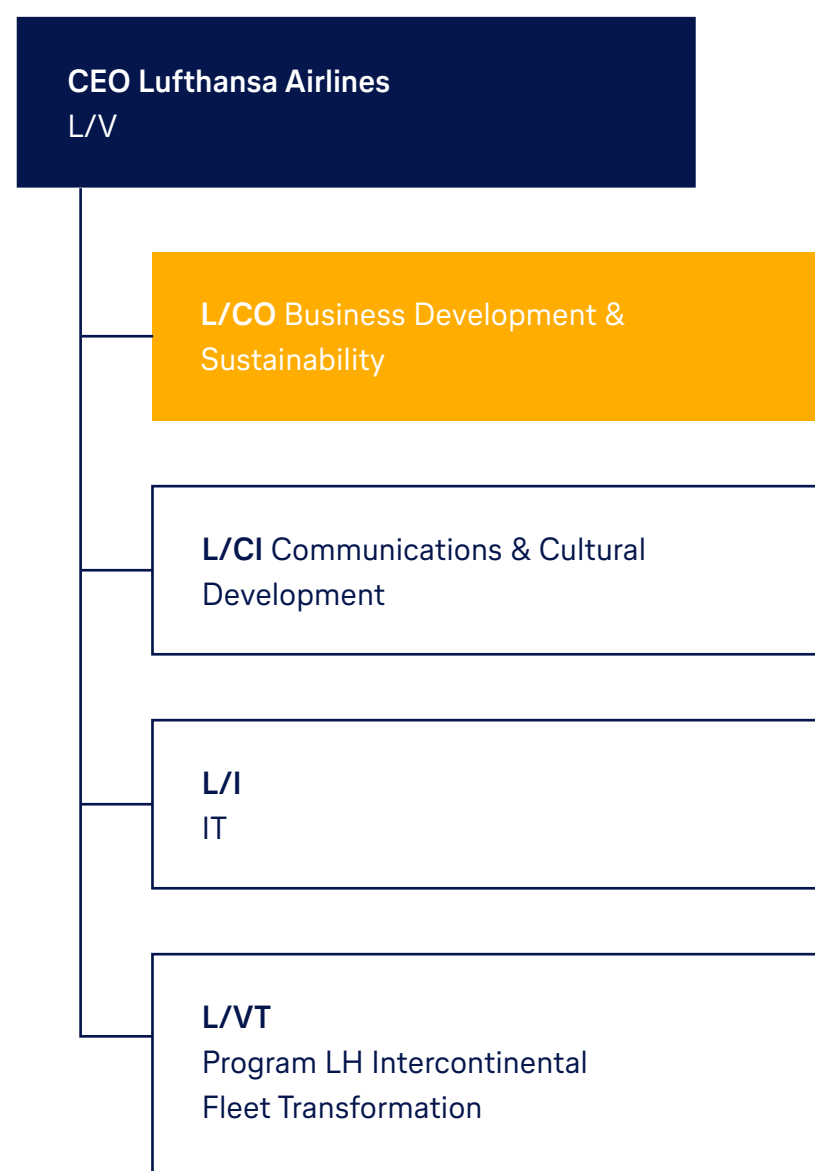 CEO Lufthansa Airlines
L/V
L/CO Business Development &
Sustainability
L/CI Communications & Cultural
Development
L/I
IT
L/VT
Program LH Intercontinental
Fleet Transformation